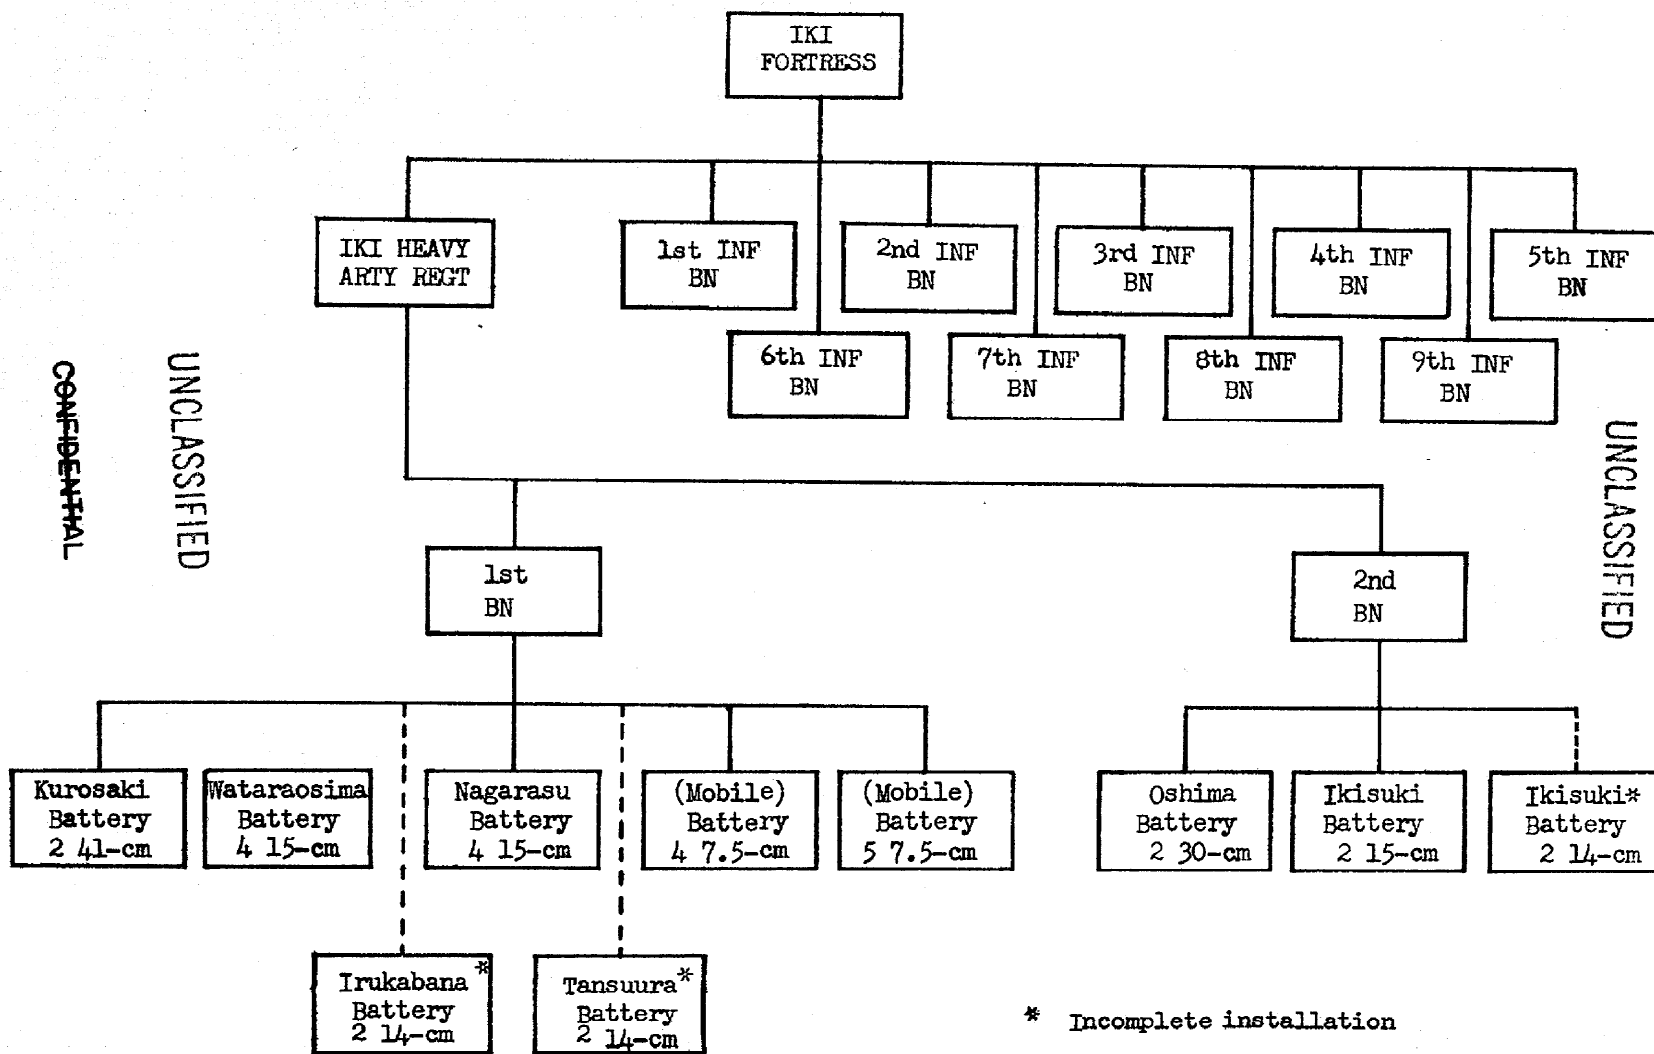 IKI
FORTRESS
IKI HEAVY
ARTY REGT
1st INF
BN
2nd INF
BN
3rd INF
BN
4th INF
BN
5th INF
BN
6th INF
BN
7th INF
BN
8th INF
BN
9th INF
BN
CONFIDENTIAL
UNCLASSIFIED
UNCLASSIFIED
1st
BN
2nd
BN
Kurosaki
Battery
2 41-cm
Wataraosima
Battery
4 15-cm
Nagarasu
Battery
4 15-cm
(Mobile)
Battery
4 7.5-cm
(Mobile)
Battery
5 7.5-cm
Oshima
Battery
2 30-cm
Ikisuki
Battery
2 15-cm
Ikisuki*
Battery
2 14-cm
Irukabana*
Battery
2 14-cm
Tansuura*
Battery
2 14-cm
* Incomplete installation